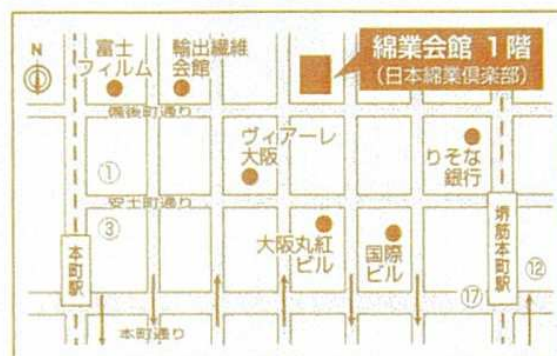 N
富士
フィルム
輸出繊維
会館
綿業会館 1階
(日本綿業倶楽部)
備後町通り
ヴィアーレ
大阪
りそな
銀行
①
安土町通り
③
大阪丸紅
ビル
国際
ビル
本町駅
堺筋本町駅
⑫
⑰
本町通り